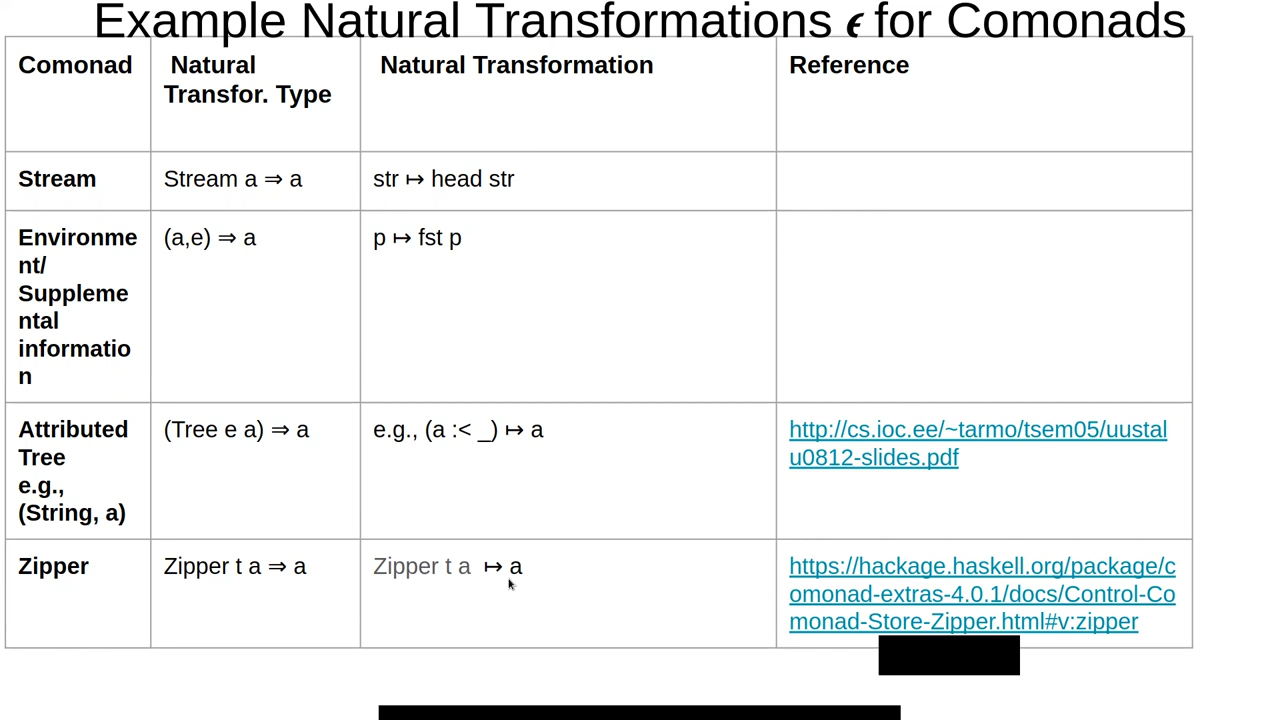 Example Natural Transformations ϵ for Comonads
Comonad
Natural
Transfor. Type
Natural Transformation
Reference
Stream
Stream a ⇒ a
str ↦ head str
Environme
nt/
Suppleme
ntal
informatio
n
(a,e) ⇒ a
p ↦ fst p
Attributed
Tree
e.g.,
(String, a)
(Tree e a) ⇒ a
e.g., (a :< _) ↦ a
http://cs.ioc.ee/~tarmo/tsem05/uustal
u0812-slides.pdf
Zipper
Zipper t a ⇒ a
Zipper t a ↦ a
https://hackage.haskell.org/package/c
omonad-extras-4.0.1/docs/Control-Co
monad-Store-Zipper.html#v:zipper